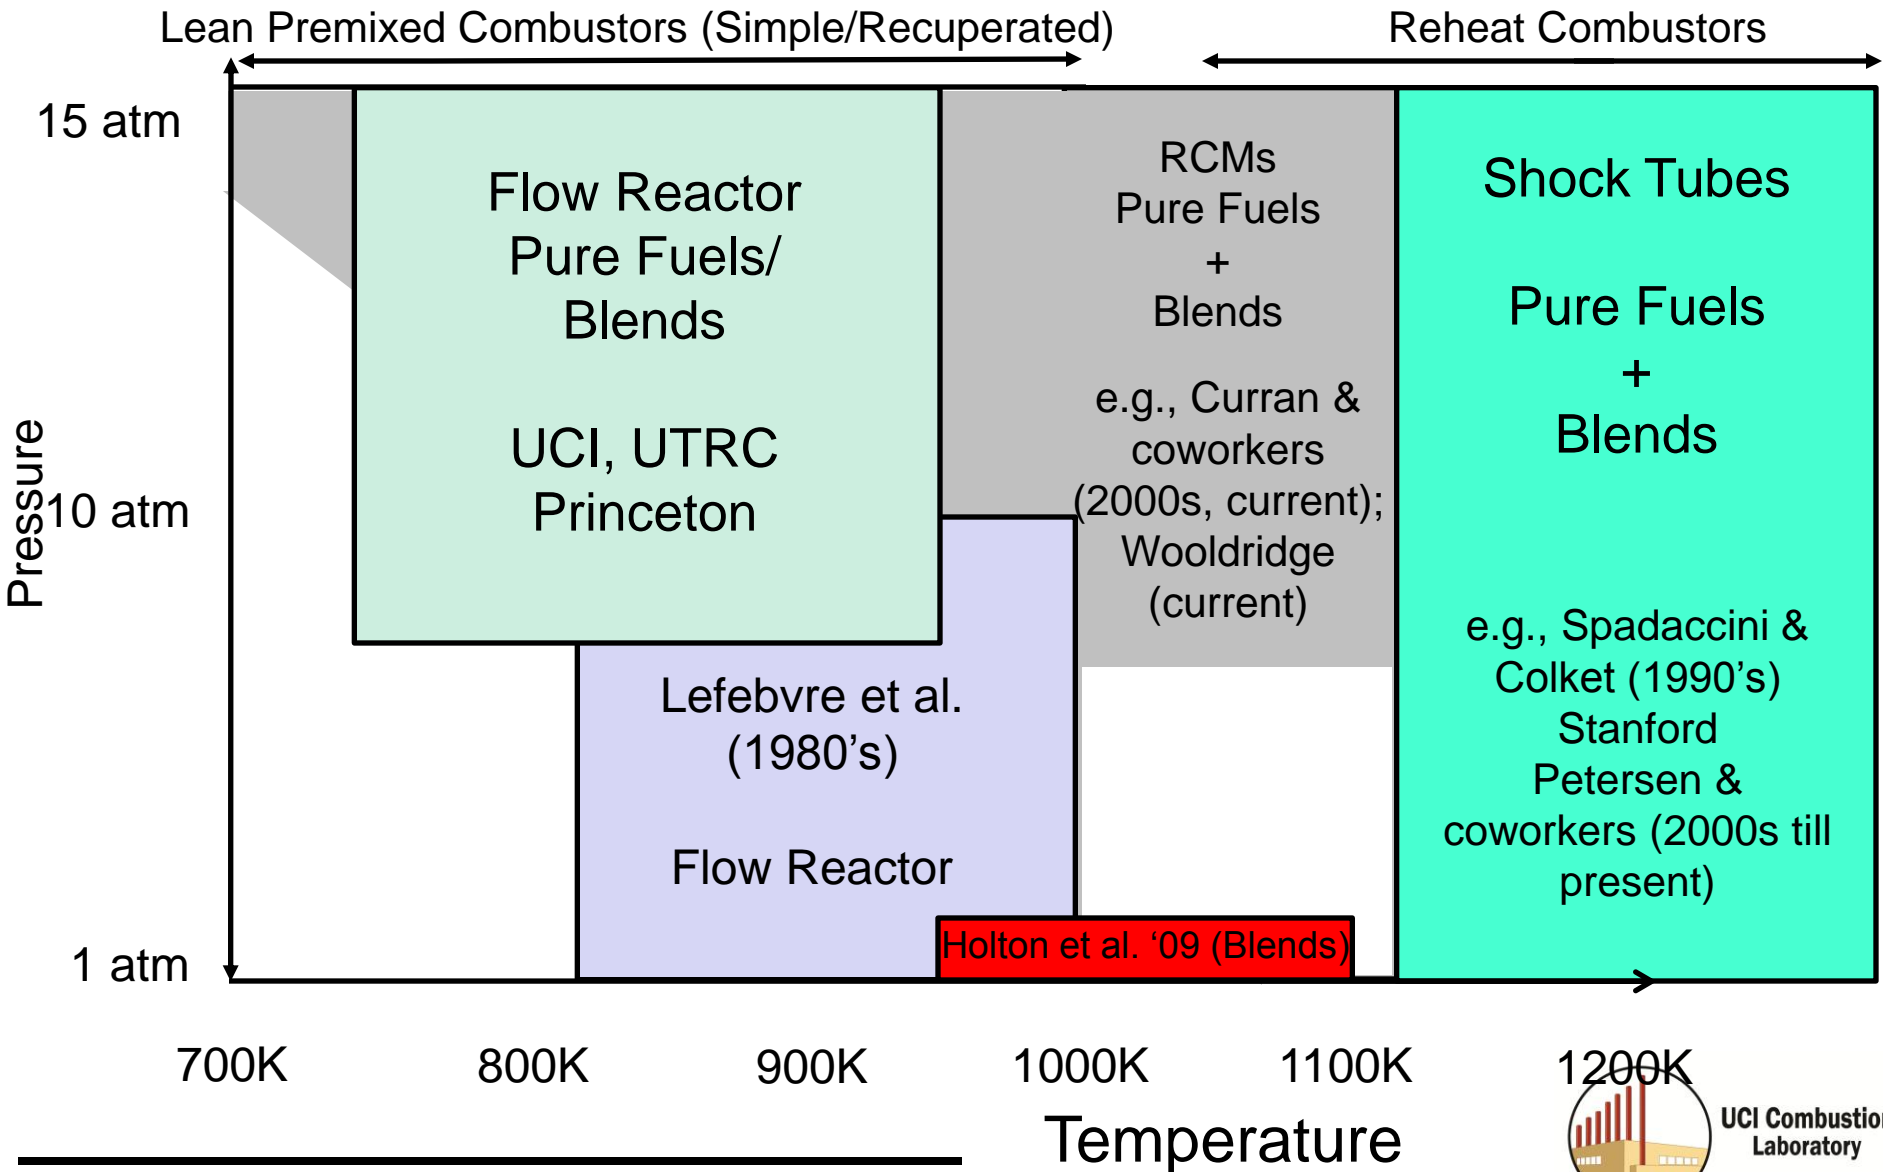 Lean Premixed Combustors (Simple/Recuperated)
Reheat Combustors
15 atm
10 atm
1 atm
Pressure
Flow Reactor
Pure Fuels/
Blends
UCI, UTRC
Princeton
Lefebvre et al.
(1980’s)
Flow Reactor
Holton et al. ‘09 (Blends)
RCMs
Pure Fuels
+
Blends
e.g., Curran &
coworkers
(2000s, current);
Wooldridge
(current)
Shock Tubes
Pure Fuels
+
Blends
e.g., Spadaccini &
Colket (1990’s)
Stanford
Petersen &
coworkers (2000s till
present)
700K
800K
900K
1000K
1100K
1200K
Temperature
UCI Combustion
Laboratory